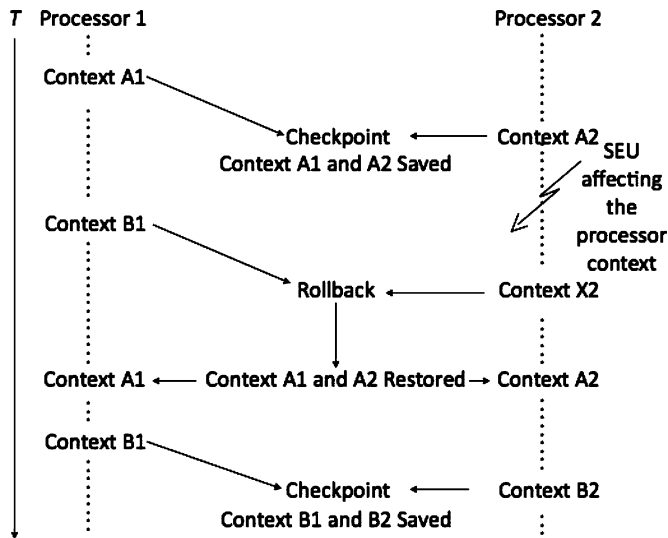 T Processor 1 Processor 2
Context A1
Checkpoint Context A2
Context A1 and A2 Saved
SEU
affecting
the
processor
context
Context B1
Rollback Context X2
Context A1 Context A1 and A2 Restored Context A2
Context B1
Checkpoint Context B2
Context B1 and B2 Saved